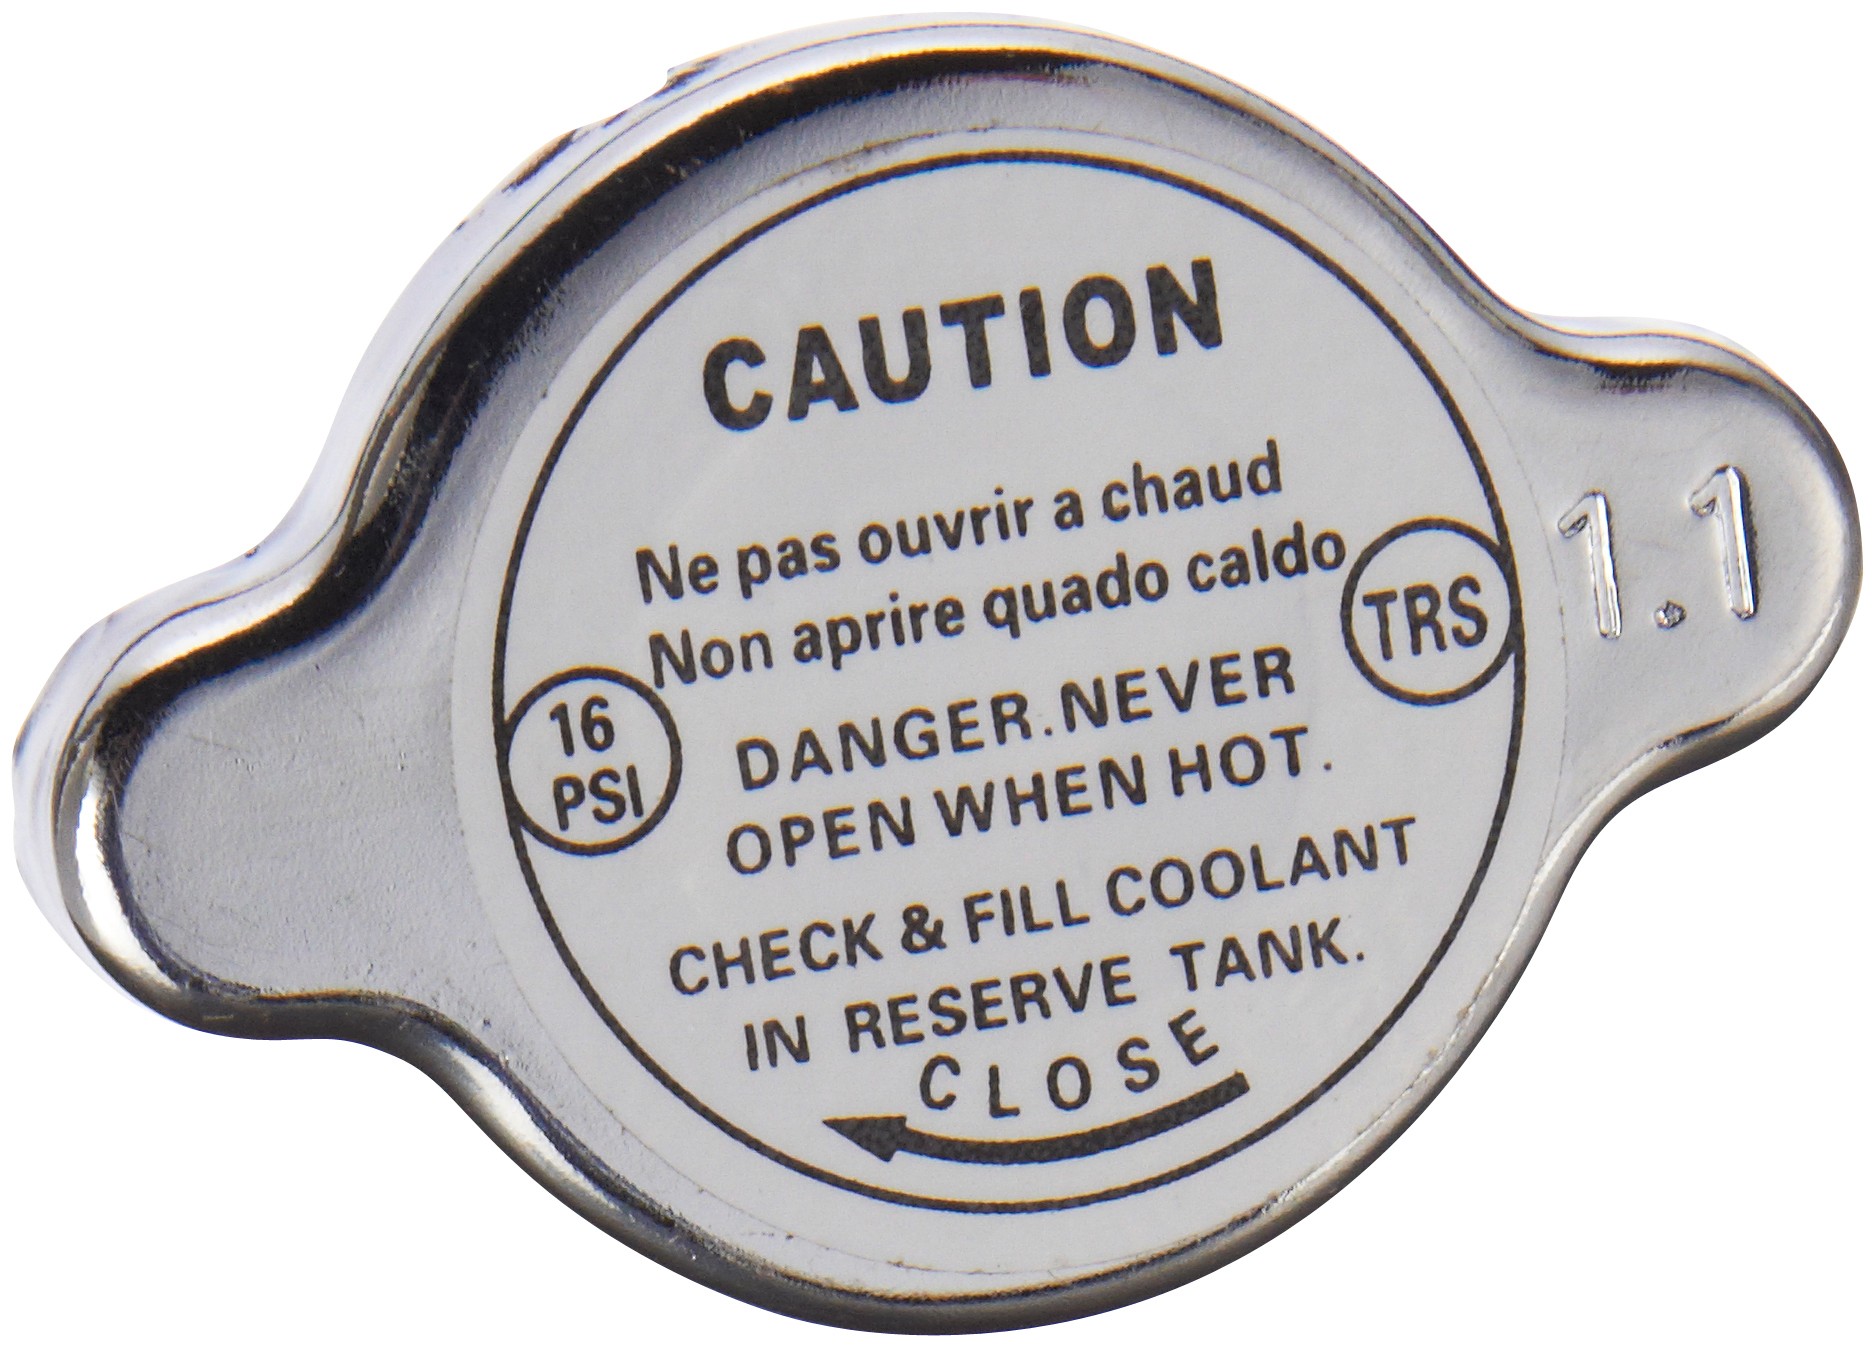 CAUTION
Ne pas ouvrir a chaud
Non aprire quado caldo
TRS
16
PSI
DANGER. NEVER
OPEN WHEN HOT.
CHECK & FILL COOLANT
IN RESERVE TANK.
CLOSE
1.1